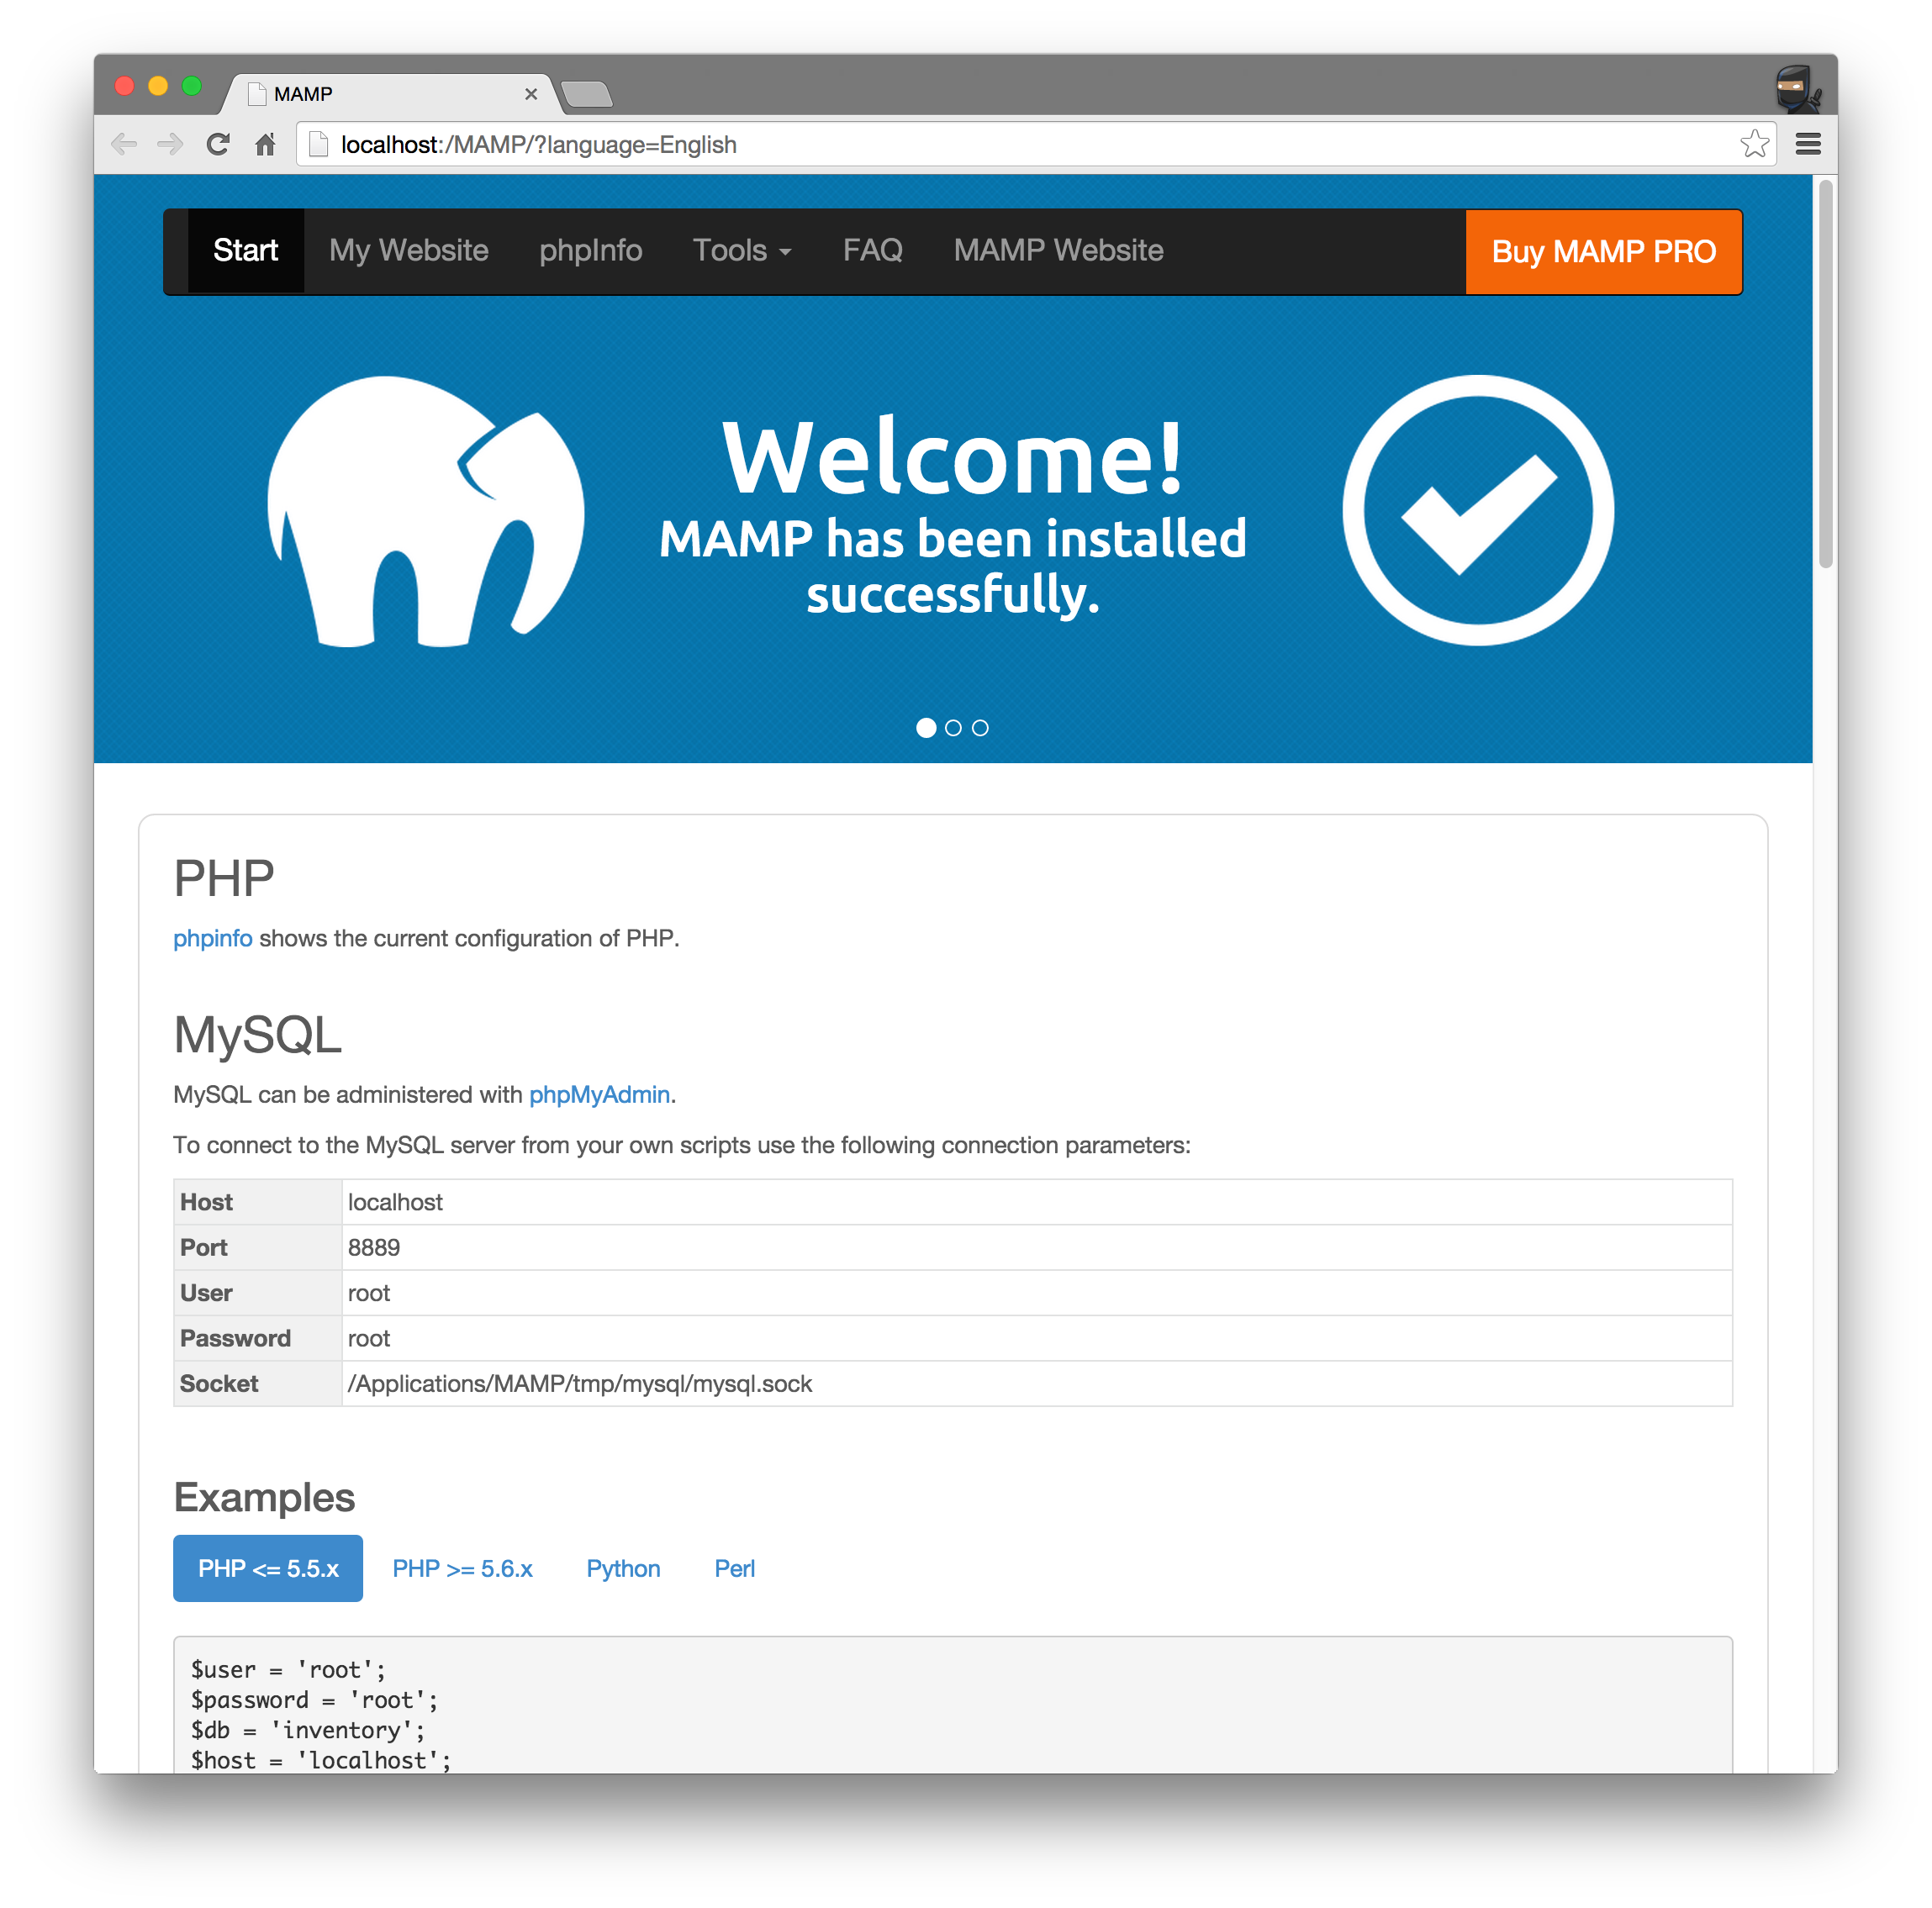 MAMP
localhost:/MAMP/?language=English
Start My Website phpInfo Tools FAQ MAMP Website Buy MAMP PRO
Welcome!
MAMP has been installed
successfully.
PHP
phpinfo shows the current configuration of PHP.
MySQL
MySQL can be administered with phpMyAdmin.
To connect to the MySQL server from your own scripts use the following connection parameters:
Host localhost
Port 8889
User root
Password root
Socket /Applications/MAMP/tmp/mysql/mysql.sock
Examples
PHP <= 5.5.x PHP >= 5.6.x Python Perl
$user = 'root';
$password = 'root';
$db = 'inventory';
$host = 'localhost';